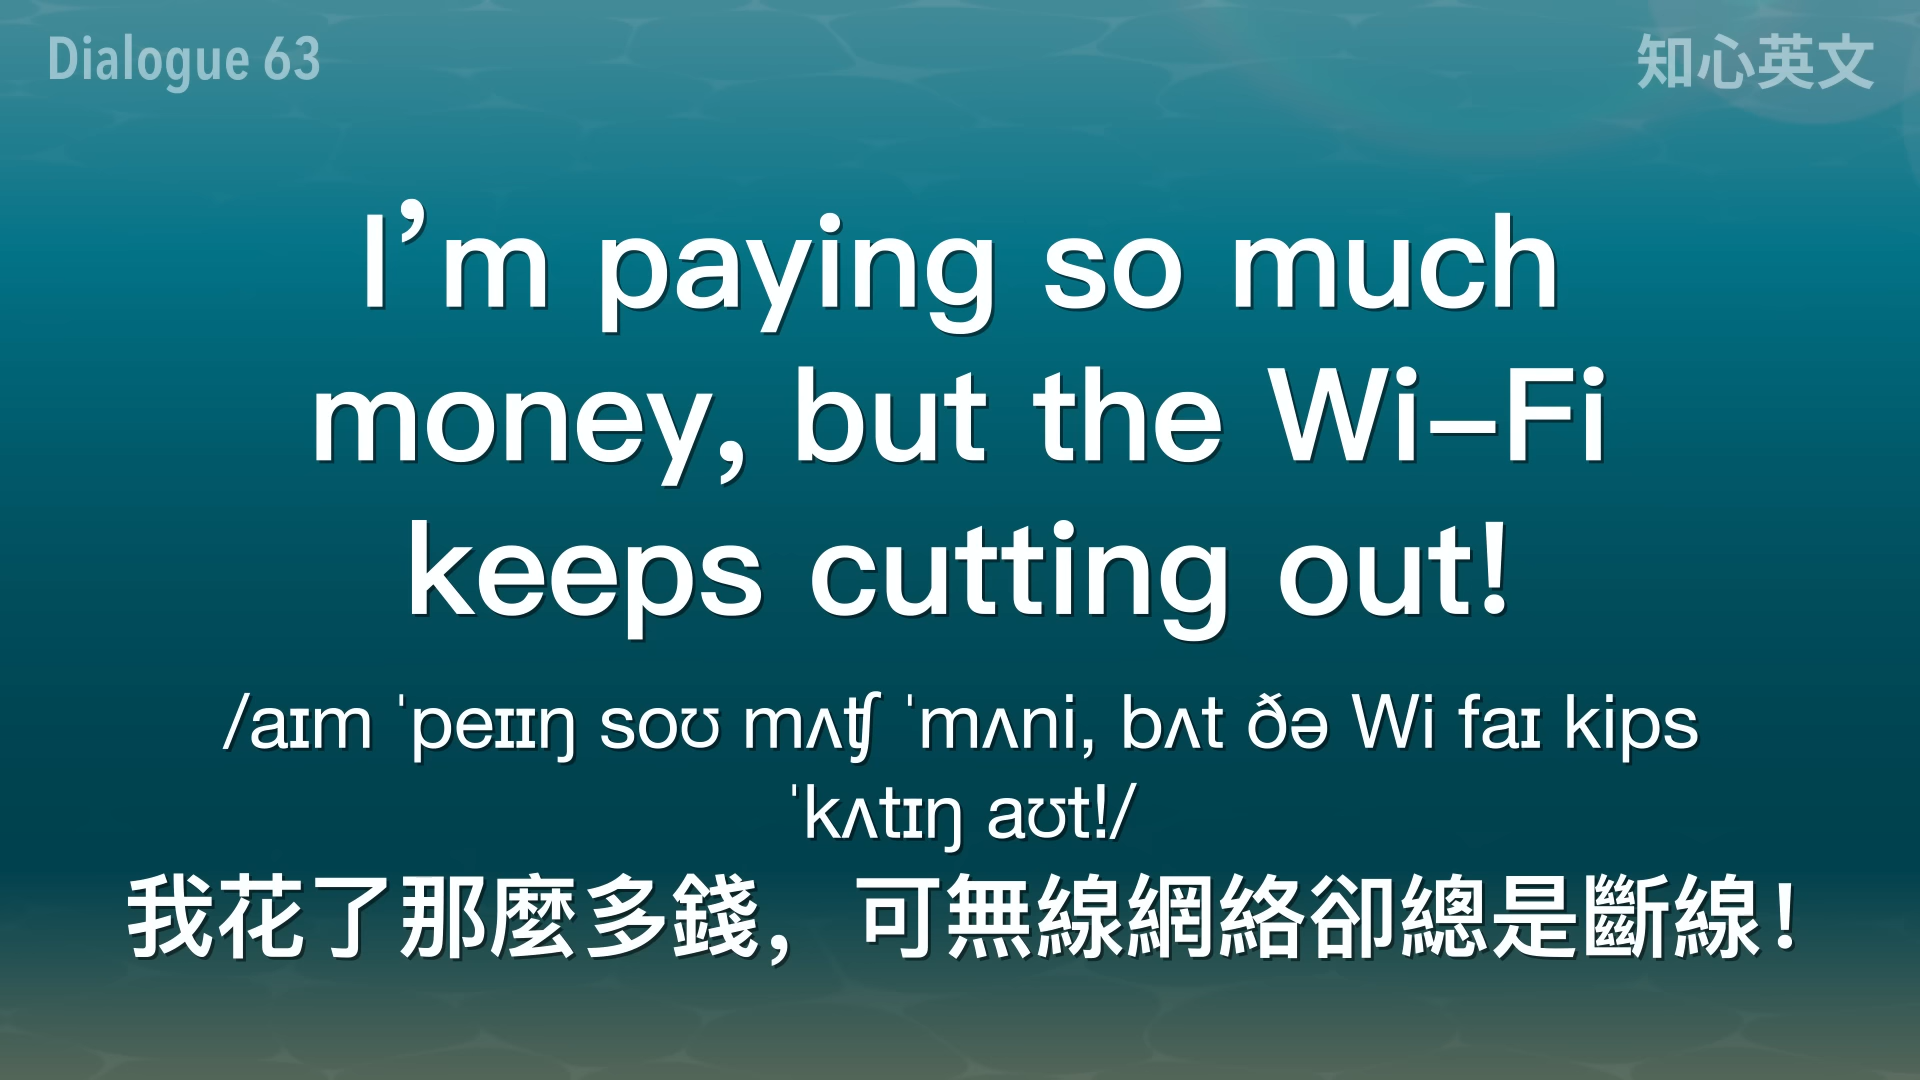 Dialogue 63
知心英文
I’m paying so much
money, but the Wi-Fi
keeps cutting out!
/aɪm ˈpeɪɪŋ soʊ mʌʧ ˈmʌni, bʌt ðə Wi faɪ kips
ˈkʌtɪŋ aʊt!/
我花了那麼多錢，可無線網絡卻總是斷線！